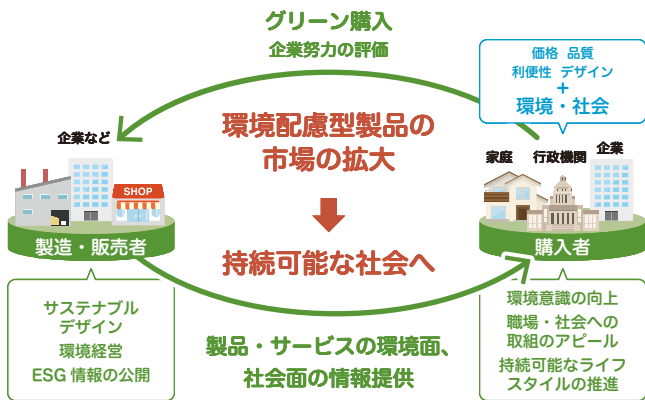 グリーン購入
企業努力の評価
価格 品質
利便性 デザイン
+
環境・社会
環境配慮型製品の
市場の拡大
企業など
SHOP
製造・販売者
家庭
行政機関
企業
購入者
持続可能な社会へ
サステナブル
デザイン
環境経営
ESG 情報の公開
製品・サービスの環境面、
社会面の情報提供
環境意識の向上
職場・社会への
取組のアピール
持続可能なライフ
スタイルの推進